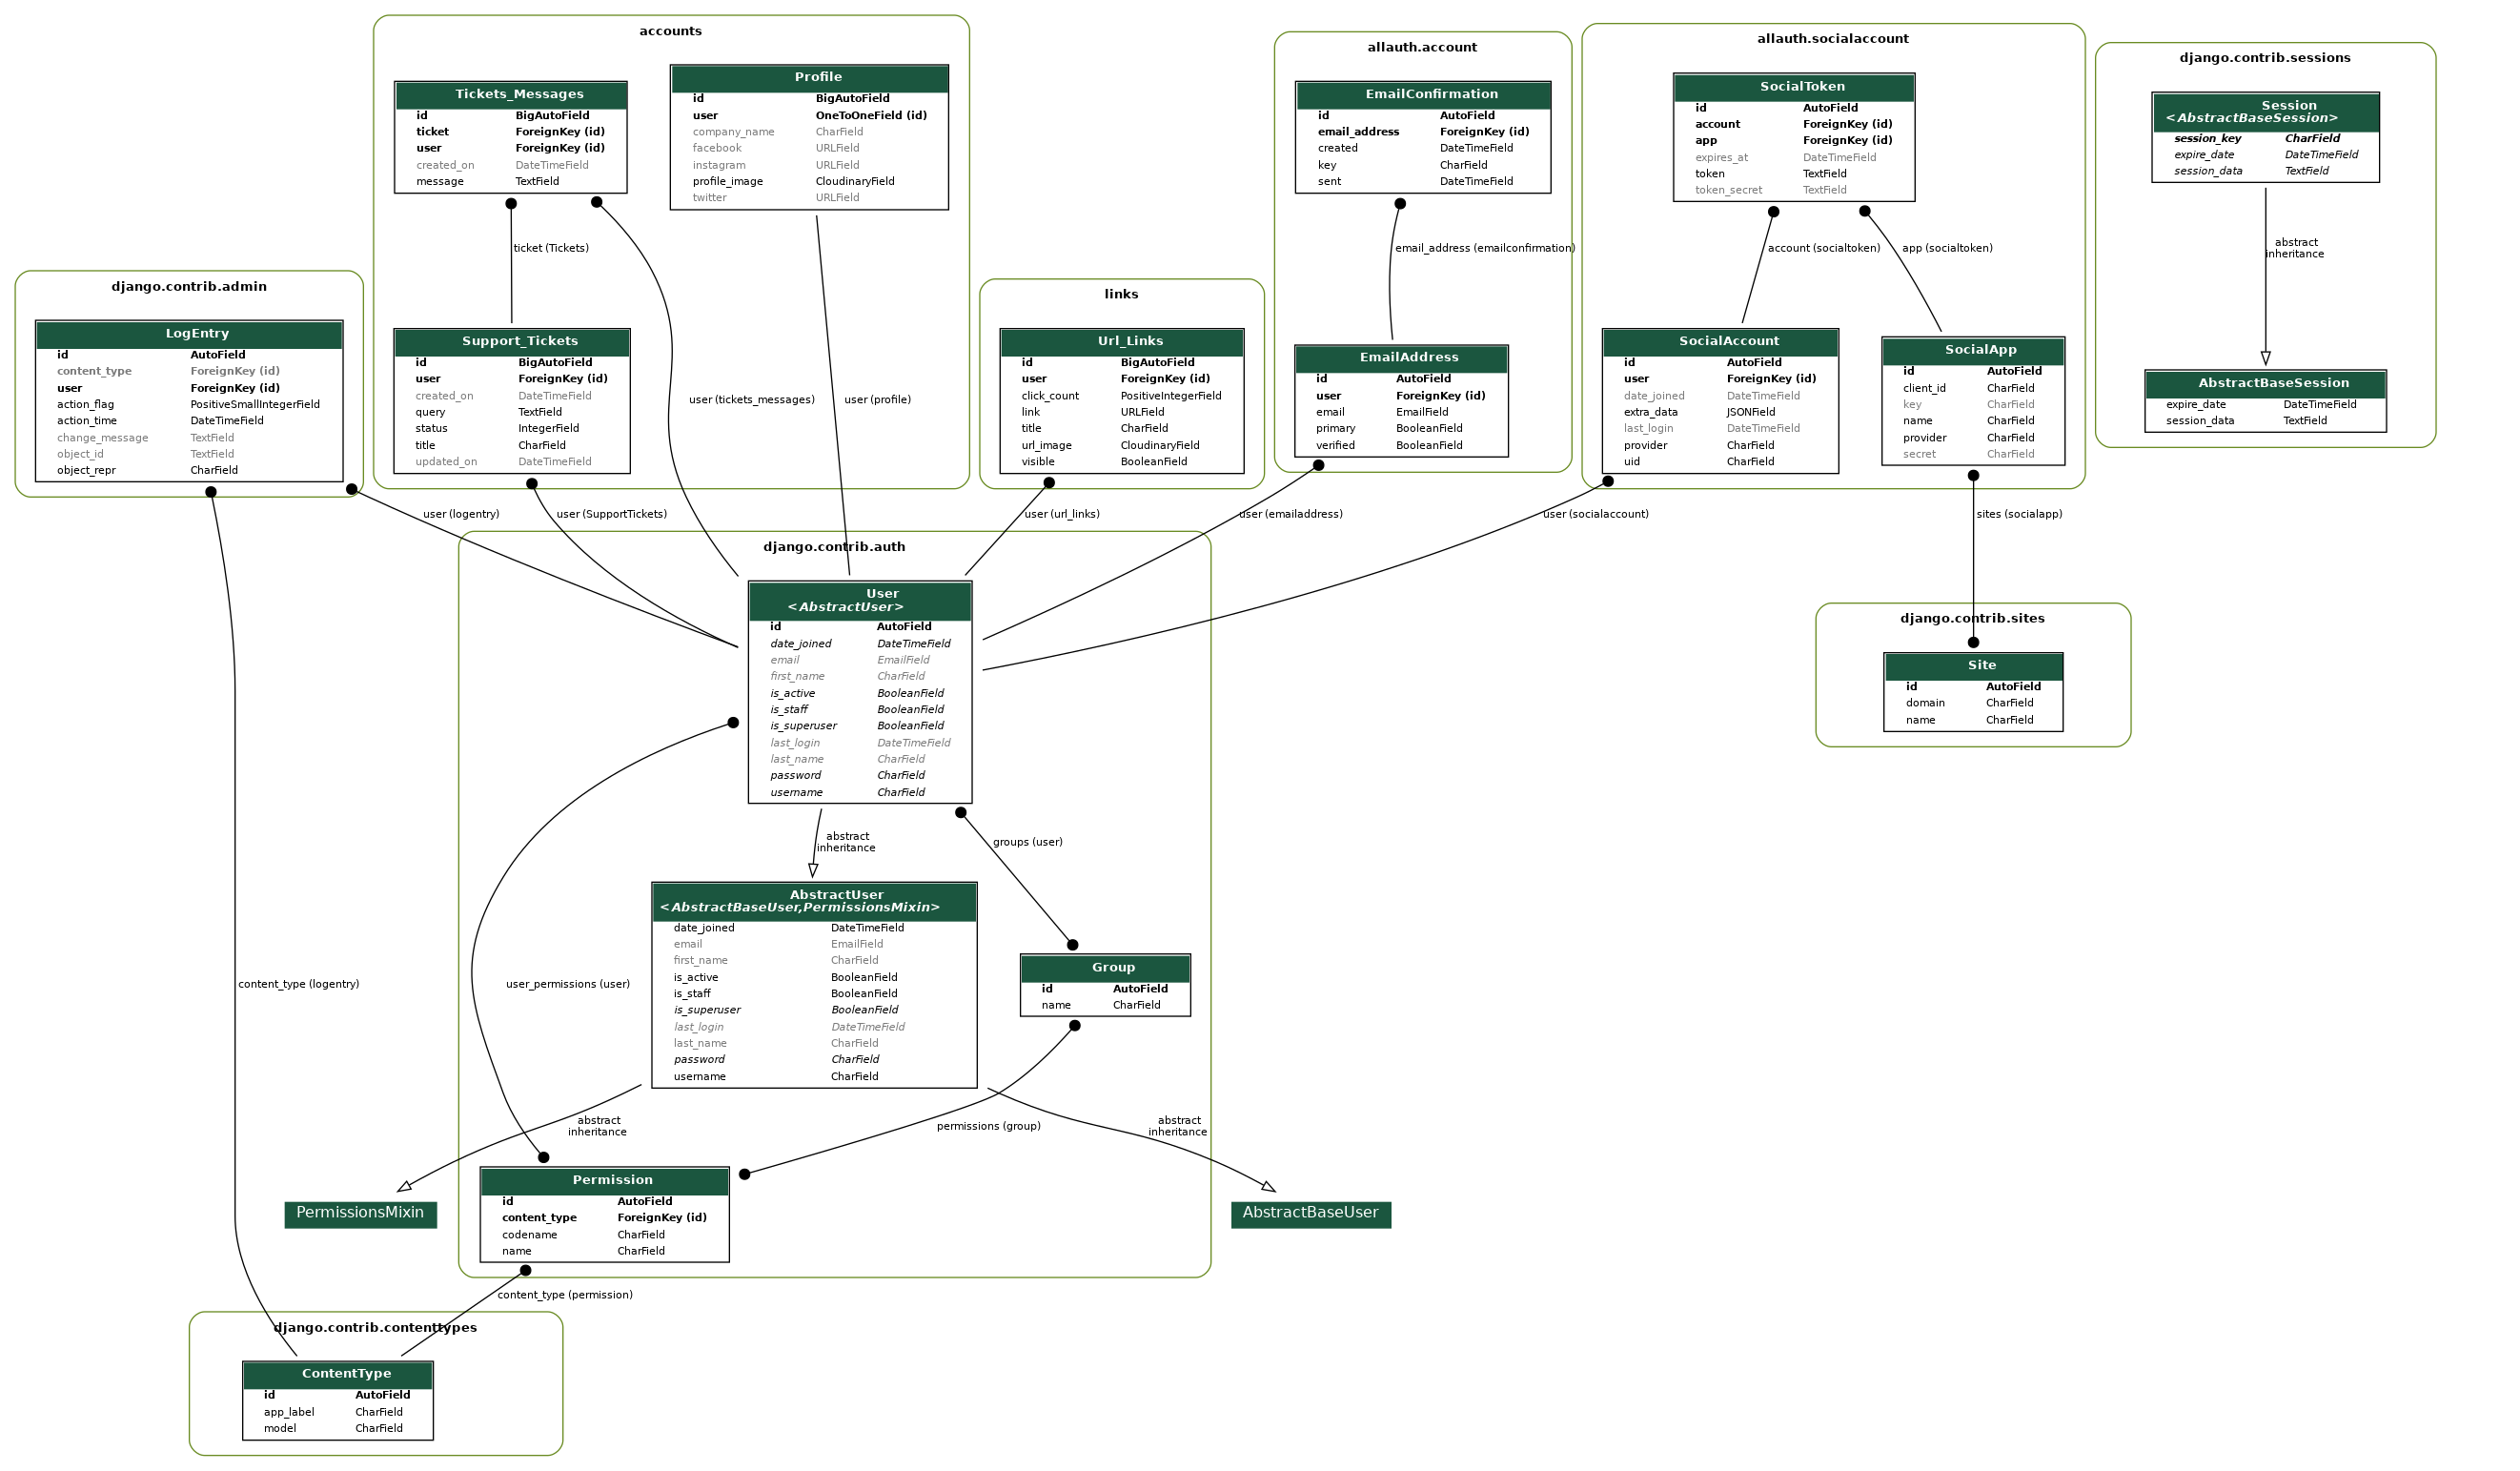 accounts
Tickets_Messages
id BigAutoField
ticket ForeignKey (id)
user ForeignKey (id)
created_on DateTimeField
message TextField
Profile
id BigAutoField
user OneToOneField (id)
company_name CharField
facebook URLField
instagram URLField
profile_image CloudinaryField
twitter URLField
ticket (Tickets)
Support_Tickets
id BigAutoField
user ForeignKey (id)
created_on DateTimeField
query TextField
status IntegerField
title CharField
updated_on DateTimeField
user (tickets_messages)
user (profile)
allauth.account
EmailConfirmation
id AutoField
email_address ForeignKey (id)
created DateTimeField
key CharField
sent DateTimeField
email_address (emailconfirmation)
EmailAddress
id AutoField
user ForeignKey (id)
email EmailField
primary BooleanField
verified BooleanField
allauth.socialaccount
SocialToken
id AutoField
account ForeignKey (id)
app ForeignKey (id)
expires_at DateTimeField
token TextField
token_secret TextField
account (socialtoken)
app (socialtoken)
SocialAccount
id AutoField
user ForeignKey (id)
date_joined DateTimeField
extra_data JSONField
last_login DateTimeField
provider CharField
uid CharField
SocialApp
id AutoField
client_id CharField
key CharField
name CharField
provider CharField
secret CharField
django.contrib.sessions
Session
<AbstractBaseSession>
session_key CharField
expire_date DateTimeField
session_data TextField
abstract
inheritance
AbstractBaseSession
expire_date DateTimeField
session_data TextField
django.contrib.admin
LogEntry
id AutoField
content_type ForeignKey (id)
user ForeignKey (id)
action_flag PositiveSmallIntegerField
action_time DateTimeField
change_message TextField
object_id TextField
object_repr CharField
links
Url_Links
id BigAutoField
user ForeignKey (id)
click_count PositiveIntegerField
link URLField
title CharField
url_image CloudinaryField
visible BooleanField
user (logentry)
user (SupportTickets)
user (url_links)
user (emailaddress)
user (socialaccount)
sites (socialapp)
django.contrib.auth
User
<AbstractUser>
id AutoField
date_joined DateTimeField
email EmailField
first_name CharField
is_active BooleanField
is_staff BooleanField
is_superuser BooleanField
last_login DateTimeField
last_name CharField
password CharField
username CharField
django.contrib.sites
Site
id AutoField
domain CharField
name CharField
abstract
inheritance
groups (user)
AbstractUser
<AbstractBaseUser,PermissionsMixin>
date_joined DateTimeField
email EmailField
first_name CharField
is_active BooleanField
is_staff BooleanField
is_superuser BooleanField
last_login DateTimeField
last_name CharField
password CharField
username CharField
Group
id AutoField
name CharField
content_type (logentry)
user_permissions (user)
abstract
inheritance
permissions (group)
abstract
inheritance
PermissionsMixin
Permission
id AutoField
content_type ForeignKey (id)
codename CharField
name CharField
AbstractBaseUser
content_type (permission)
django.contrib.contenttypes
ContentType
id AutoField
app_label CharField
model CharField